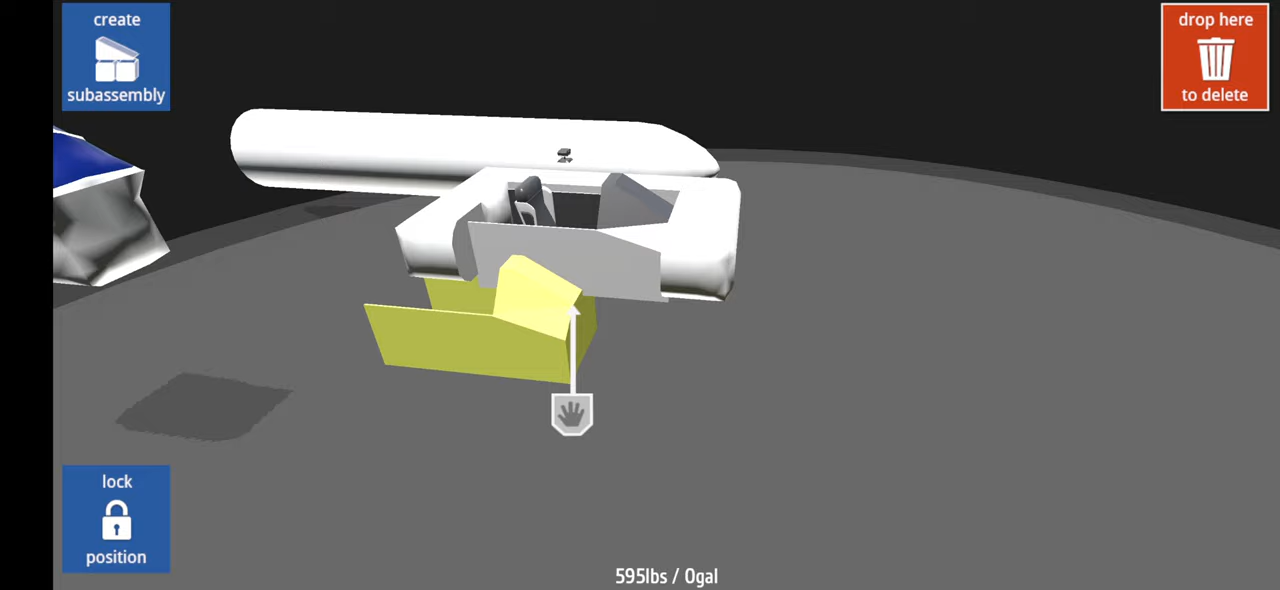 create
subassembly
drop here
to delete
lock
position
595lbs / 0gal